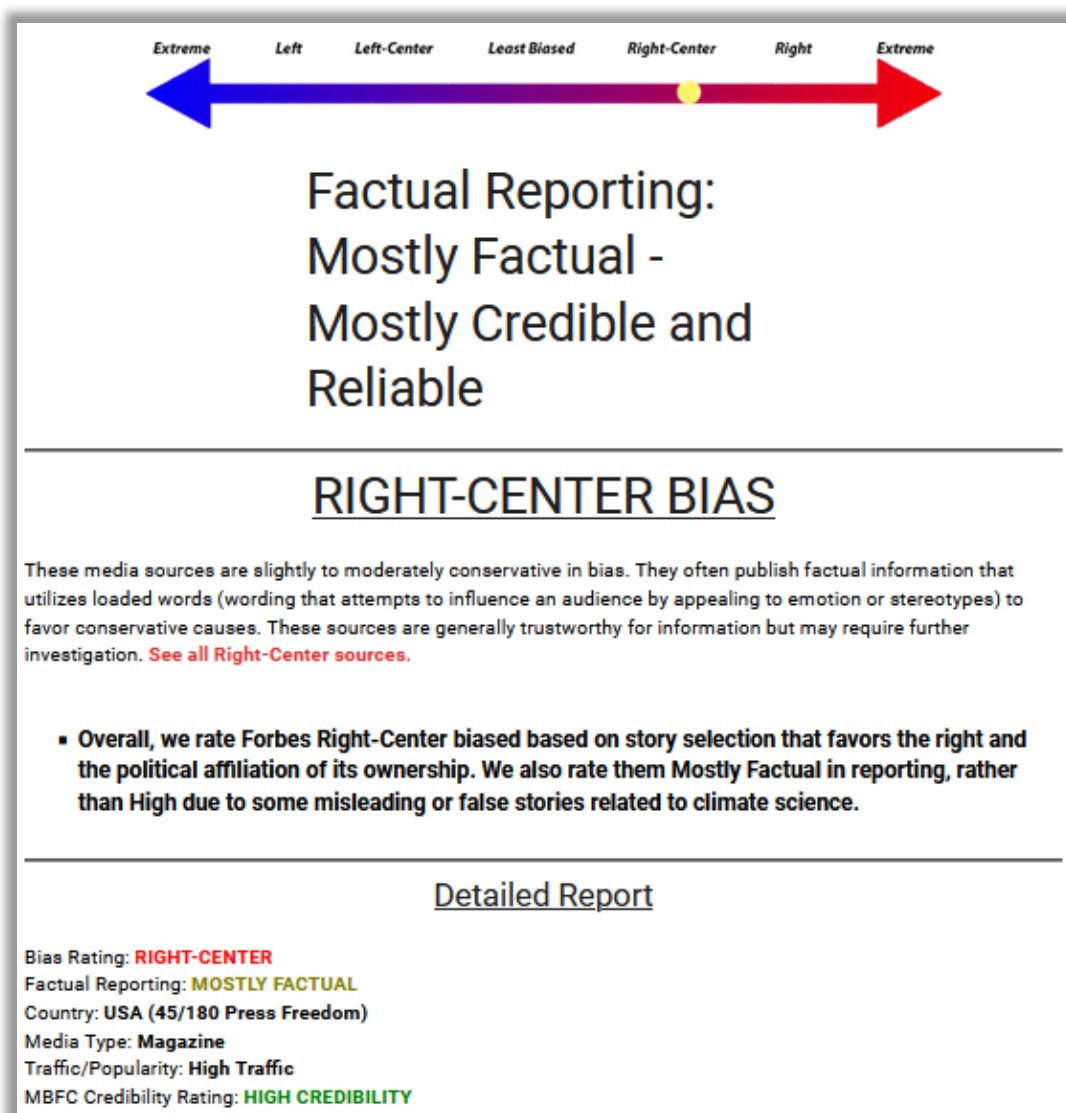 Extreme Left Left-Center Least Biased Right-Center Right Extreme
Factual Reporting:
Mostly Factual -
Mostly Credible and
Reliable
RIGHT-CENTER BIAS
These media sources are slightly to moderately conservative in bias. They often publish factual information that
utilizes loaded words (wording that attempts to influence an audience by appealing to emotion or stereotypes) to
favor conservative causes. These sources are generally trustworthy for information but may require further
investigation. See all Right-Center sources.
▪ Overall, we rate Forbes Right-Center biased based on story selection that favors the right and
the political affiliation of its ownership. We also rate them Mostly Factual in reporting, rather
than High due to some misleading or false stories related to climate science.
Detailed Report
Bias Rating: RIGHT-CENTER
Factual Reporting: MOSTLY FACTUAL
Country: USA (45/180 Press Freedom)
Media Type: Magazine
Traffic/Popularity: High Traffic
MBFC Credibility Rating: HIGH CREDIBILITY